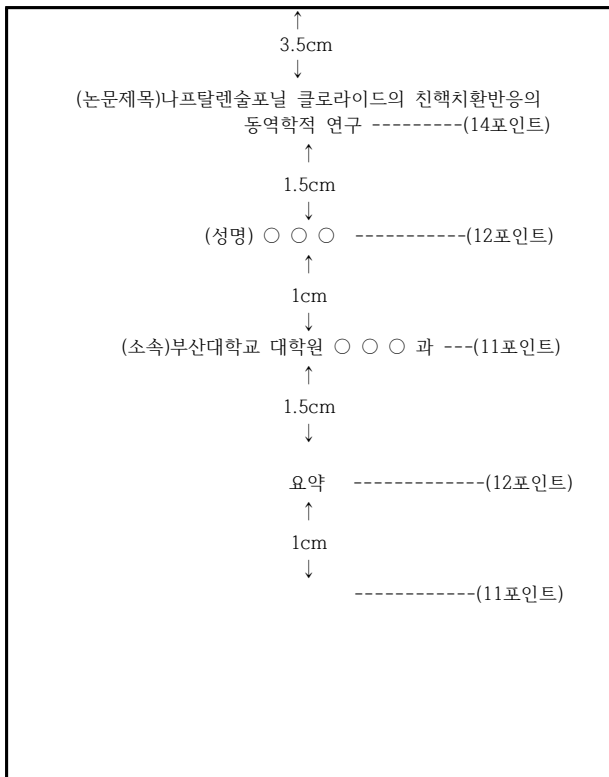 ↑
3.5cm
↓
(논문제목)나프탈렌술포닐 클로라이드의 친핵치환반응의
동역학적 연구 ---------(14포인트)
↑
1.5cm
↓
(성명) ○ ○ ○ -----------(12포인트)
↑
1cm
↓
(소속)부산대학교 대학원 ○ ○ ○ 과 ---(11포인트)
↑
1.5cm
↓
요약 -------------(12포인트)
↑
1cm
↓
------------(11포인트)